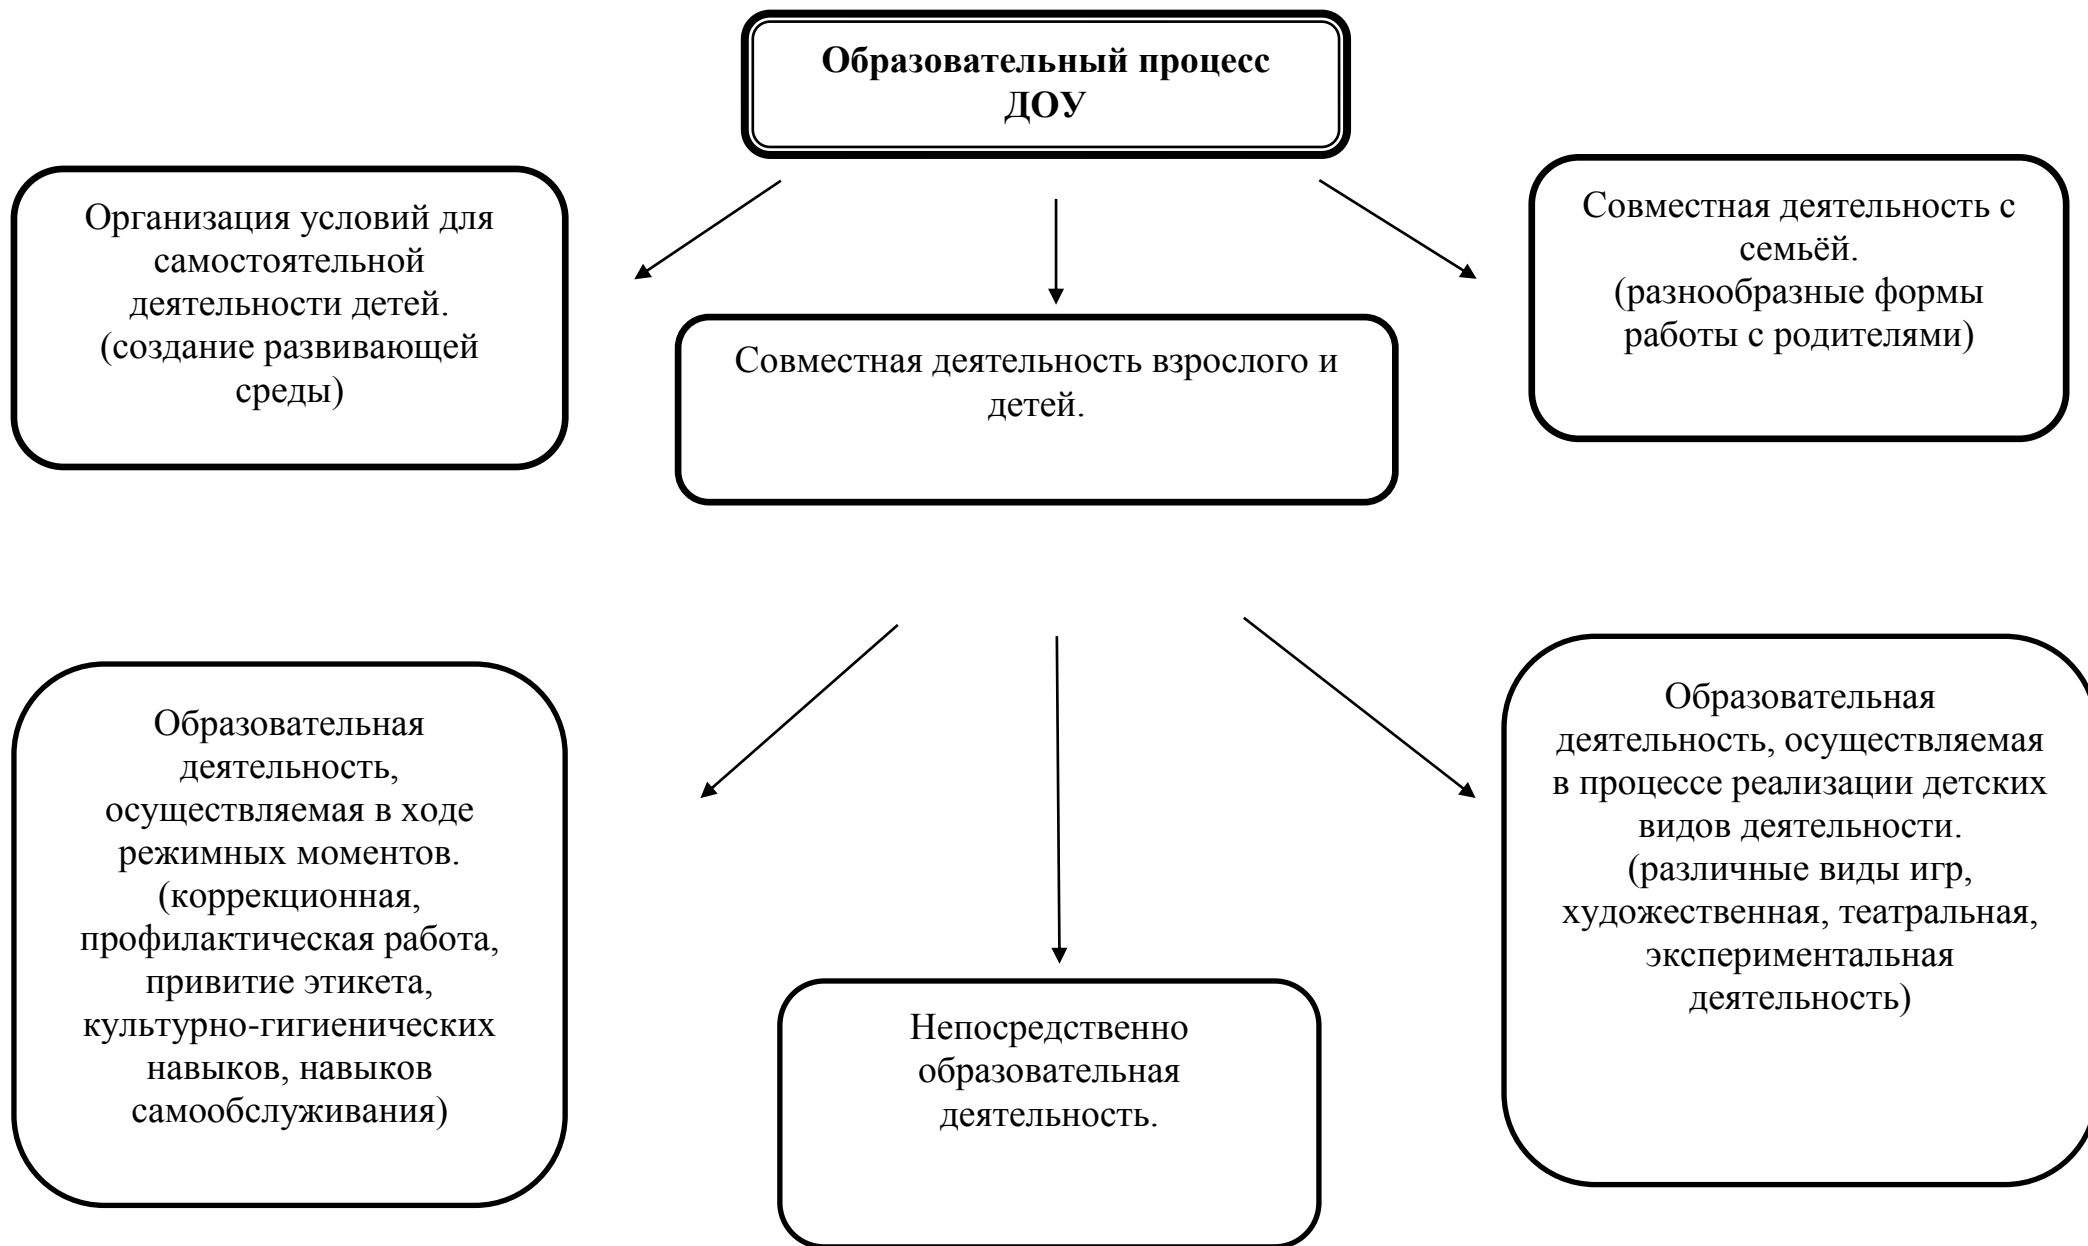 Образовательный процесс
ДОУ
Организация условий для
самостоятельной
деятельности детей.
(создание развивающей
среды)
Совместная деятельность взрослого и
детей.
Совместная деятельность с
семьёй.
(разнообразные формы
работы с родителями)
Образовательная
деятельность,
осуществляемая в ходе
режимных моментов.
(коррекционная,
профилактическая работа,
привитие этикета,
культурно-гигиенических
навыков, навыков
самообслуживания)
Непосредственно
образовательная
деятельность.
Образовательная
деятельность, осуществляемая
в процессе реализации детских
видов деятельности.
(различные виды игр,
художественная, театральная,
экспериментальная
деятельность)